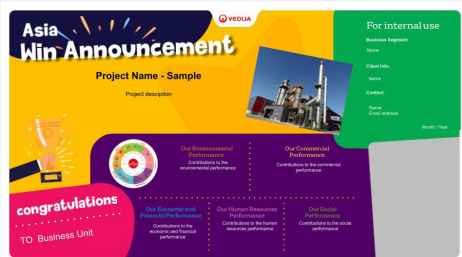 Asia
Win Announcement
VEOLIA
Project Name - Sample
Project desciption
For internal use
Business Segment:
Name
Client Info:
Name
Contact:
Name
Email address
Month / Year
Our Environmental
Performance
Contributions to the
environmental performance
Our Commercial
Performance
Contributions to the commercial
performance
congratulations
TO Business Unit
Our Economic and
Financial Performance
Contributions to the
economic and financial
performance
Our Human Resources
Performance
Contributions to the human
resources performance
Our Social
Performance
Contributions to the social
performance